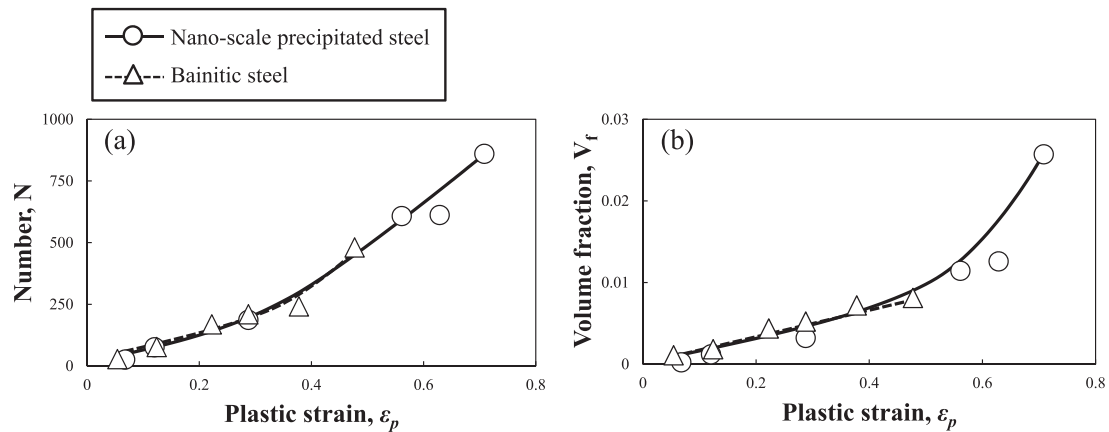 Nano-scale precipitated steel
Bainitic steel
(a)
Number, N
1000
750
500
250
0
0
0.2
0.4
0.6
0.8
Plastic strain, εp
(b)
Volume fraction, Vf
0.03
0.02
0.01
0
0
0.2
0.4
0.6
0.8
Plastic strain, εp